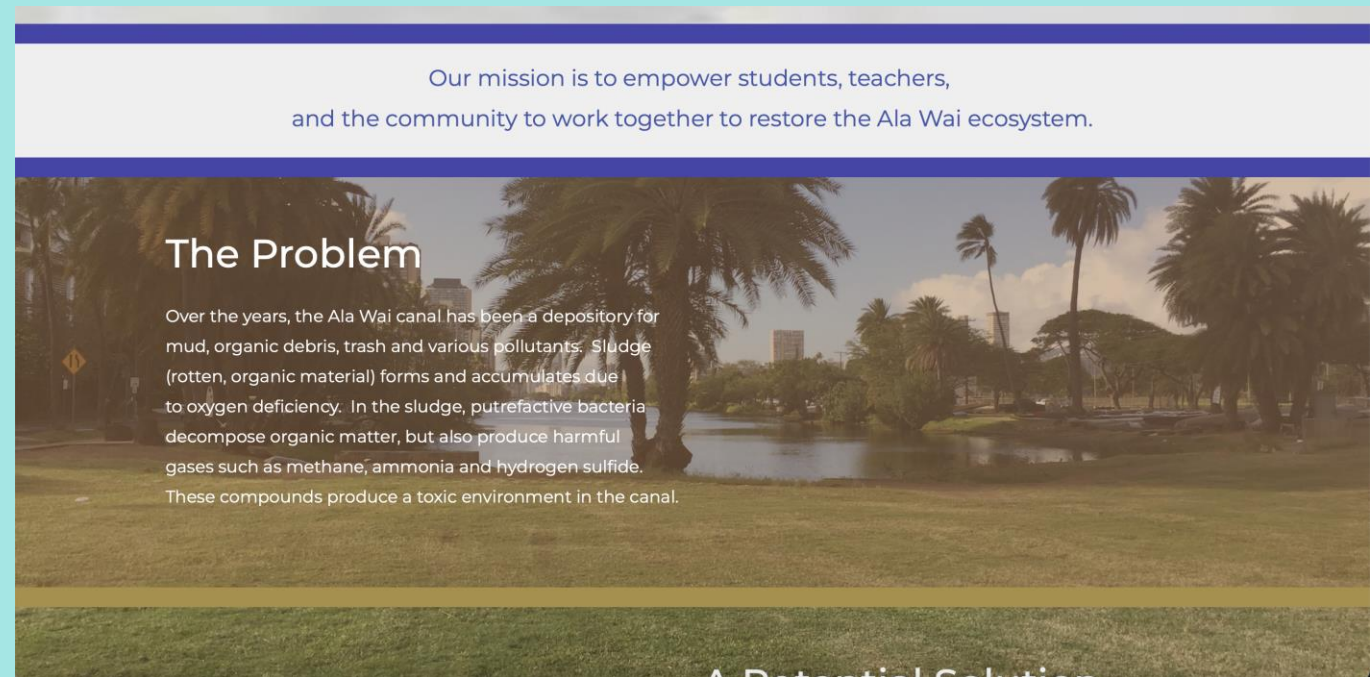 Our mission is to empower students, teachers,
and the community to work together to restore the Ala Wai ecosystem.
The Problem
Over the years, the Ala Wai canal has been a depository for
mud, organic debris, trash and various pollutants.  Sludge
(rotten, organic material) forms and accumulates due
to oxygen deficiency.  In the sludge, putrefactive bacteria
decompose organic matter, but also produce harmful
gases such as methane, ammonia and hydrogen sulfide.
These compounds produce a toxic environment in the canal.
A Potential Solution